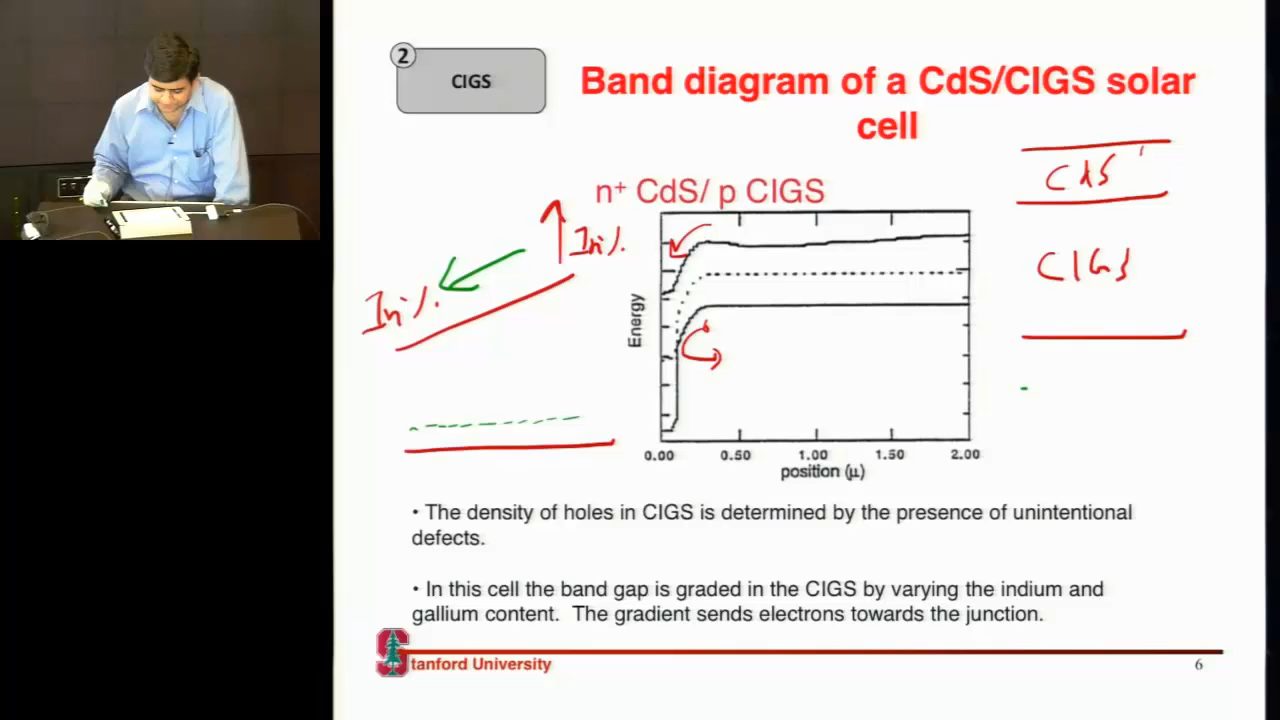 2
CIGS
Band diagram of a CdS/CIGS solar
cell
n+ CdS/ p CIGS
In%.
In%.
CdS
CIGS
Energy
0.00 0.50 1.00 1.50 2.00
position (μ)
• The density of holes in CIGS is determined by the presence of unintentional
defects.
• In this cell the band gap is graded in the CIGS by varying the indium and
gallium content. The gradient sends electrons towards the junction.
Stanford University
6